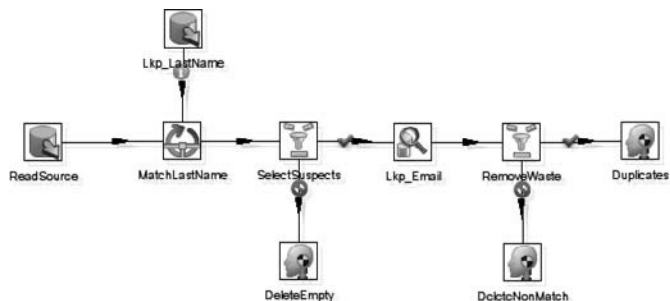 Lkp_LastName
ReadSource
MatchLastName
SelectSuspects
Lkp_Email
RemoveWaste
Duplicates
DeleteEmpty
DeleteNonMatch